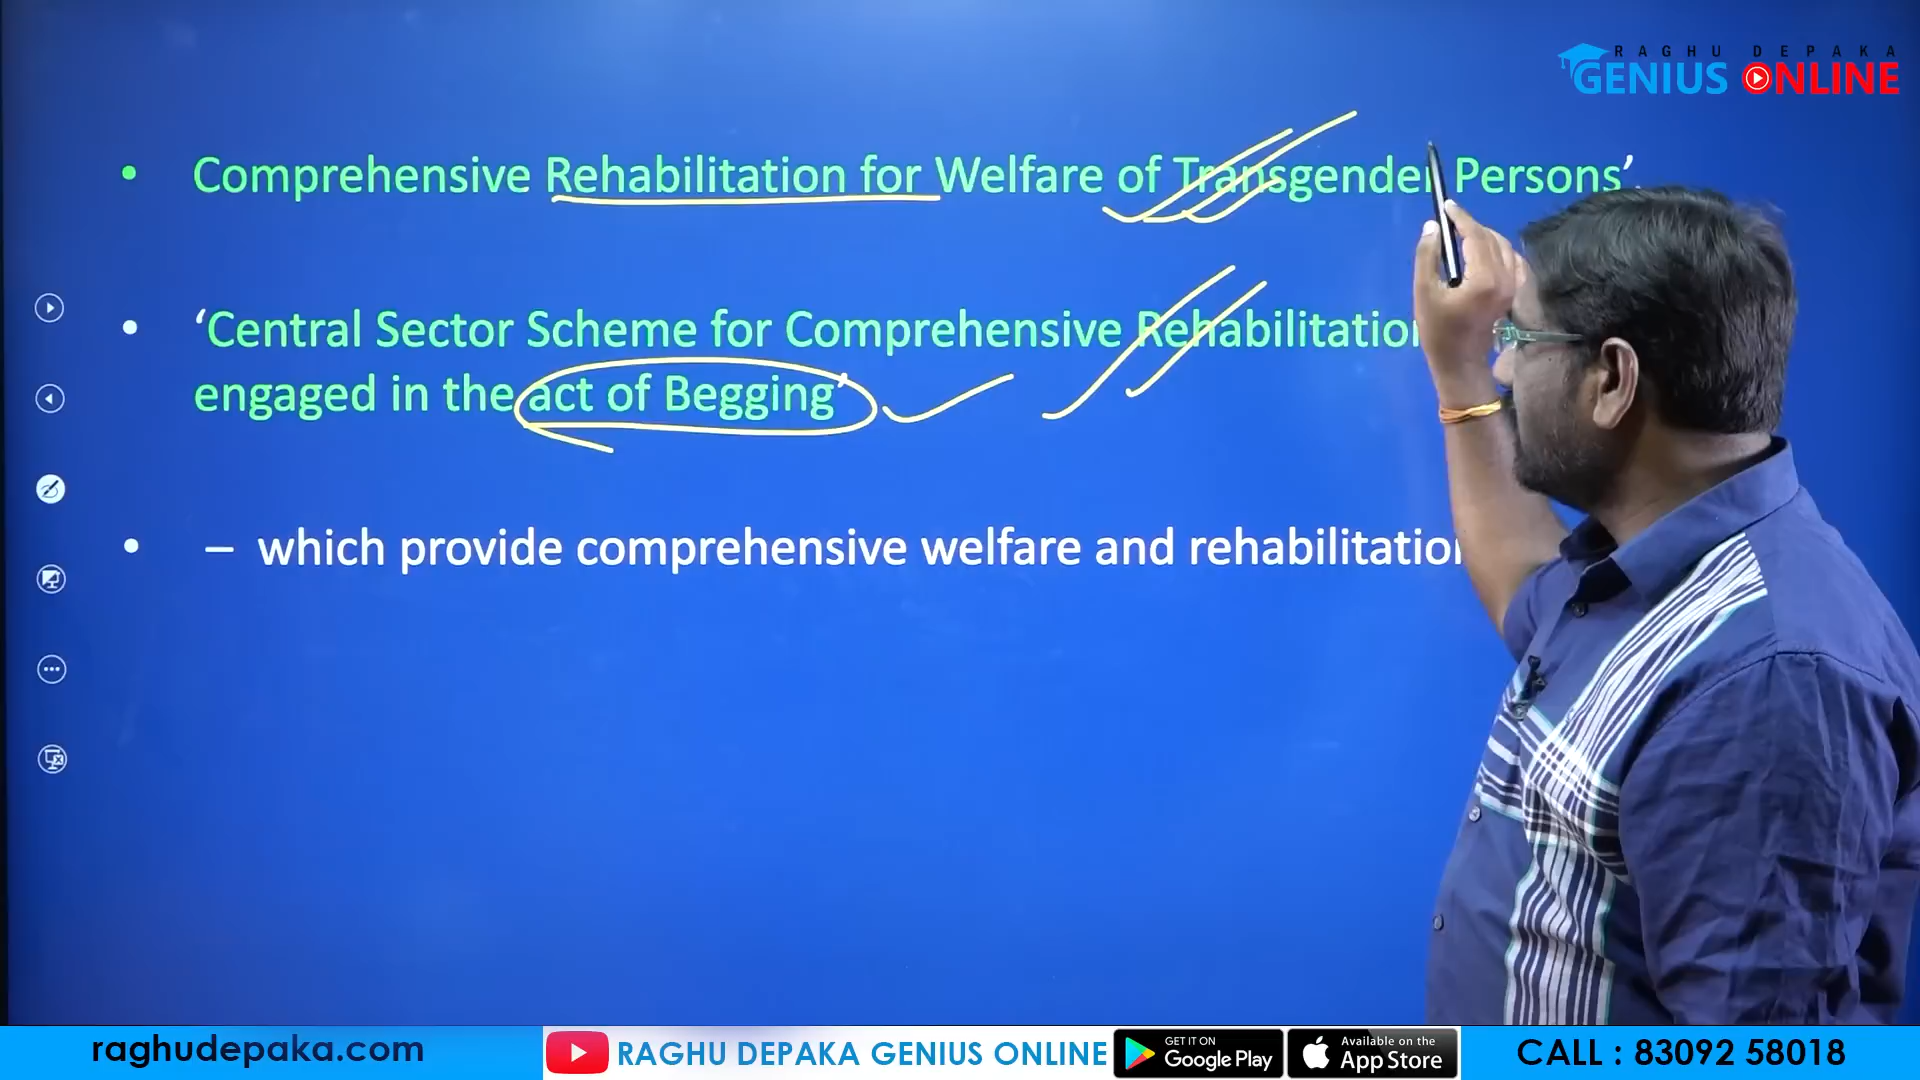 RAGHU DEPAKA
GENIUS ONLINE
• Comprehensive Rehabilitation for Welfare of Transgender Persons’
• ‘Central Sector Scheme for Comprehensive Rehabilitation
engaged in the act of Begging’
• – which provide comprehensive welfare and rehabilitation
raghudepaka.com
RAGHU DEPAKA GENIUS ONLINE
GET IT ON
Google Play
Available on the
App Store
CALL : 83092 58018